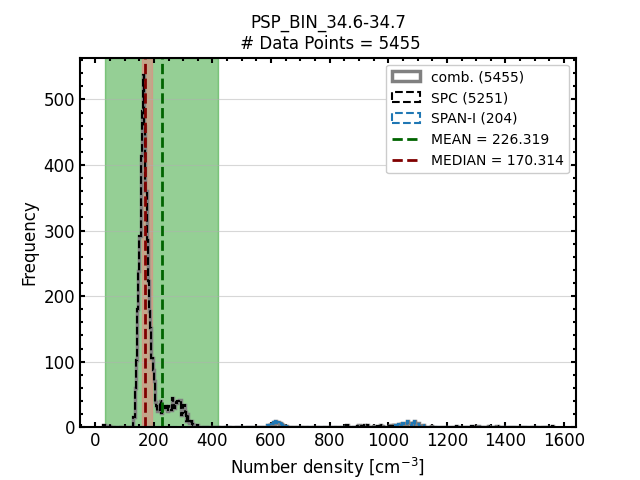 PSP_BIN_34.6-34.7
# Data Points = 5455
comb. (5455)
SPC (5251)
SPAN-I (204)
MEAN = 226.319
MEDIAN = 170.314
Frequency
500
400
300
200
100
0
0 200 400 600 800 1000 1200 1400 1600
Number density [cm⁻³]